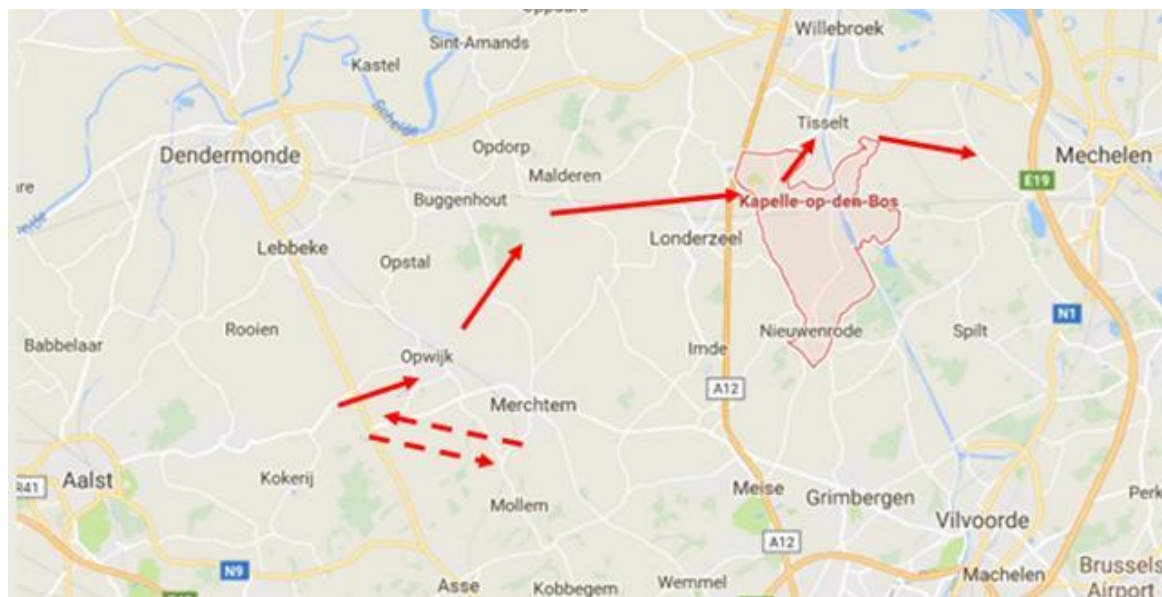 Willebroek
Sint-Amands
Kastel
Schelde
Tisselt
Dendermonde
Opdorp
Mechelen
Malderen
E19
Buggenhout
Kapelle-op-den-Bos
Londerzeel
Lebbeke
Opstal
N1
Rooien
Nieuwenrode
Spilt
Babbelaar
Opwijk
Imde
A12
Merchtem
Aalst
Kokerij
R41
Meise
Grimbergen
Perk
Mollem
Vilvoorde
A12
N9
Asse
Kobbegem
Wemmel
Machelen
Brussels
Airport